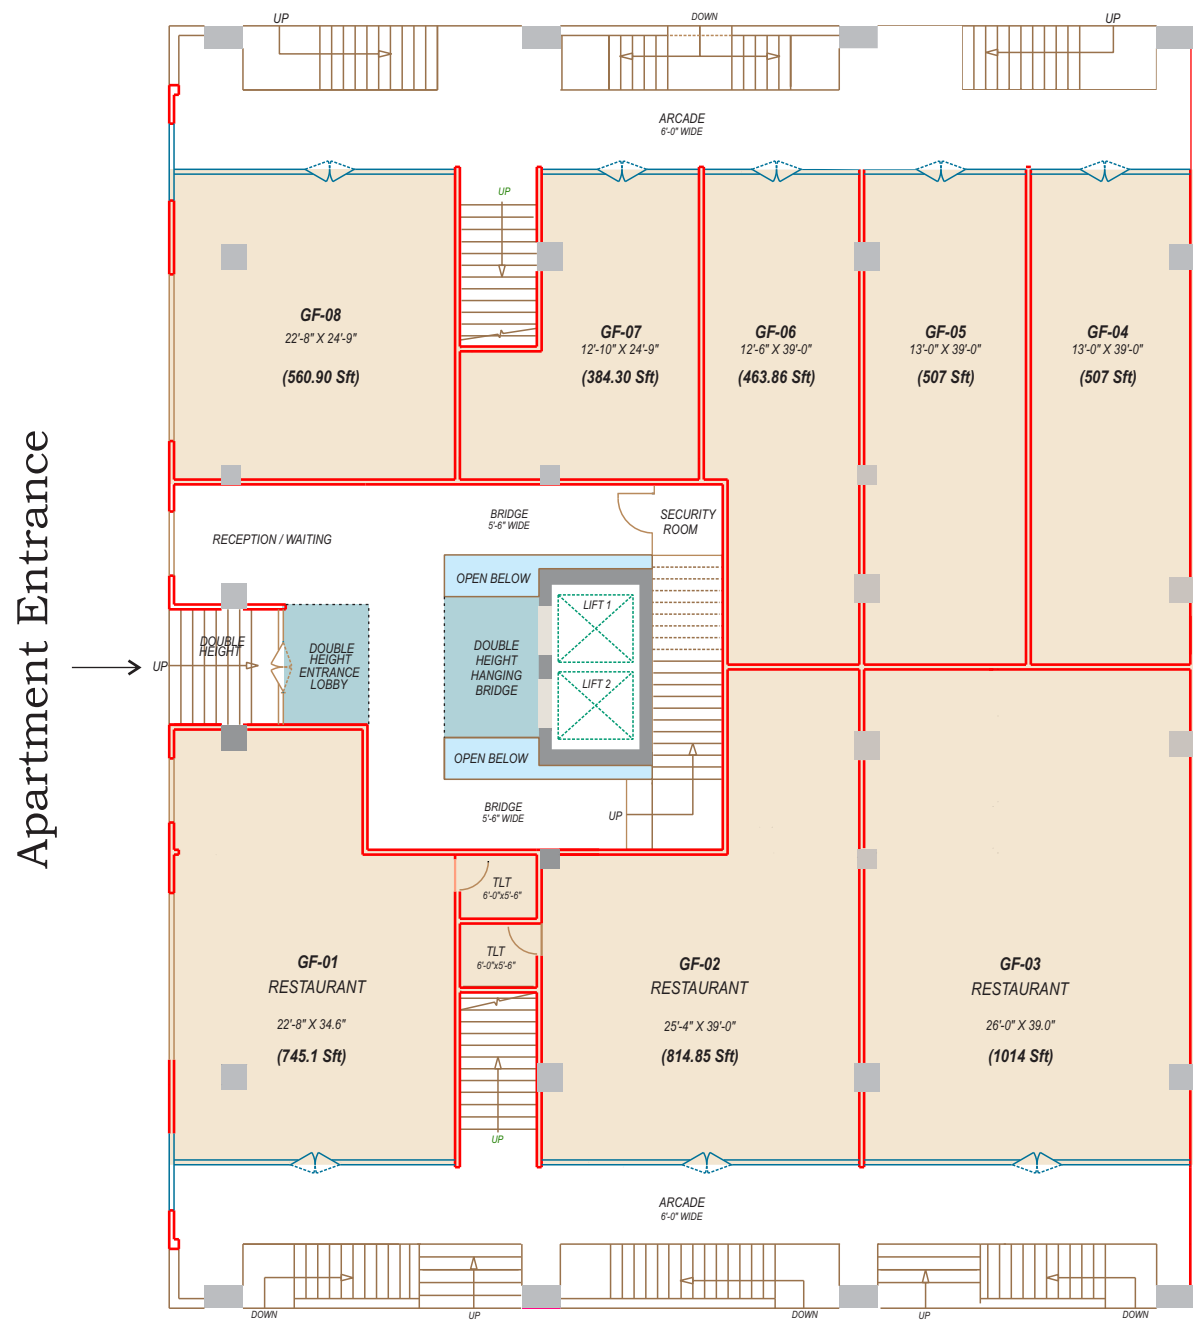 UP
DOWN
UP
ARCADE
6'-0" WIDE
UP
GF-08
22'-8" X 24'-9"
(560.90 Sft)
GF-07
12'-10" X 24'-9"
(384.30 Sft)
GF-06
12'-6" X 39'-0"
(463.86 Sft)
GF-05
13'-0" X 39'-0"
(507 Sft)
GF-04
13'-0" X 39'-0"
(507 Sft)
Apartment Entrance
RECEPTION / WAITING
BRIDGE
5'-6" WIDE
SECURITY
ROOM
OPEN BELOW
LIFT 1
DOUBLE
HEIGHT
UP
DOUBLE
HEIGHT
ENTRANCE
LOBBY
DOUBLE
HEIGHT
HANGING
BRIDGE
LIFT 2
OPEN BELOW
BRIDGE
5'-6" WIDE
UP
TLT
6'-0"x5'-6"
TLT
6'-0"x5'-6"
GF-01
RESTAURANT
22'-8" X 34.6"
(745.1 Sft)
GF-02
RESTAURANT
25'-4" X 39'-0"
(814.85 Sft)
GF-03
RESTAURANT
26'-0" X 39.0"
(1014 Sft)
UP
ARCADE
6'-0" WIDE
DOWN
UP
DOWN
UP
DOWN